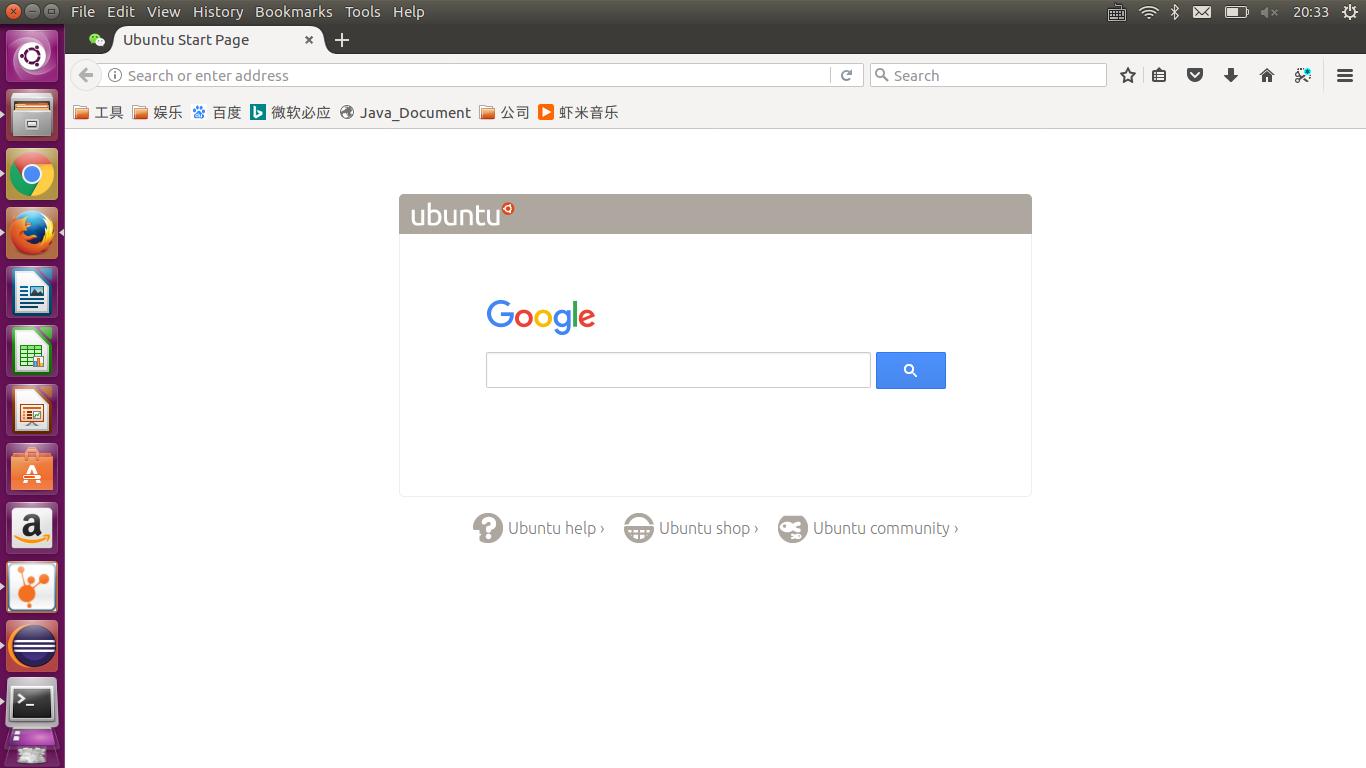 File Edit View History Bookmarks Tools Help 20:33
Ubuntu Start Page
Search or enter address Search
工具 娱乐 百度 微软必应 Java_Document 公司 虾米音乐
ubuntu
Google
Ubuntu help › Ubuntu shop › Ubuntu community ›